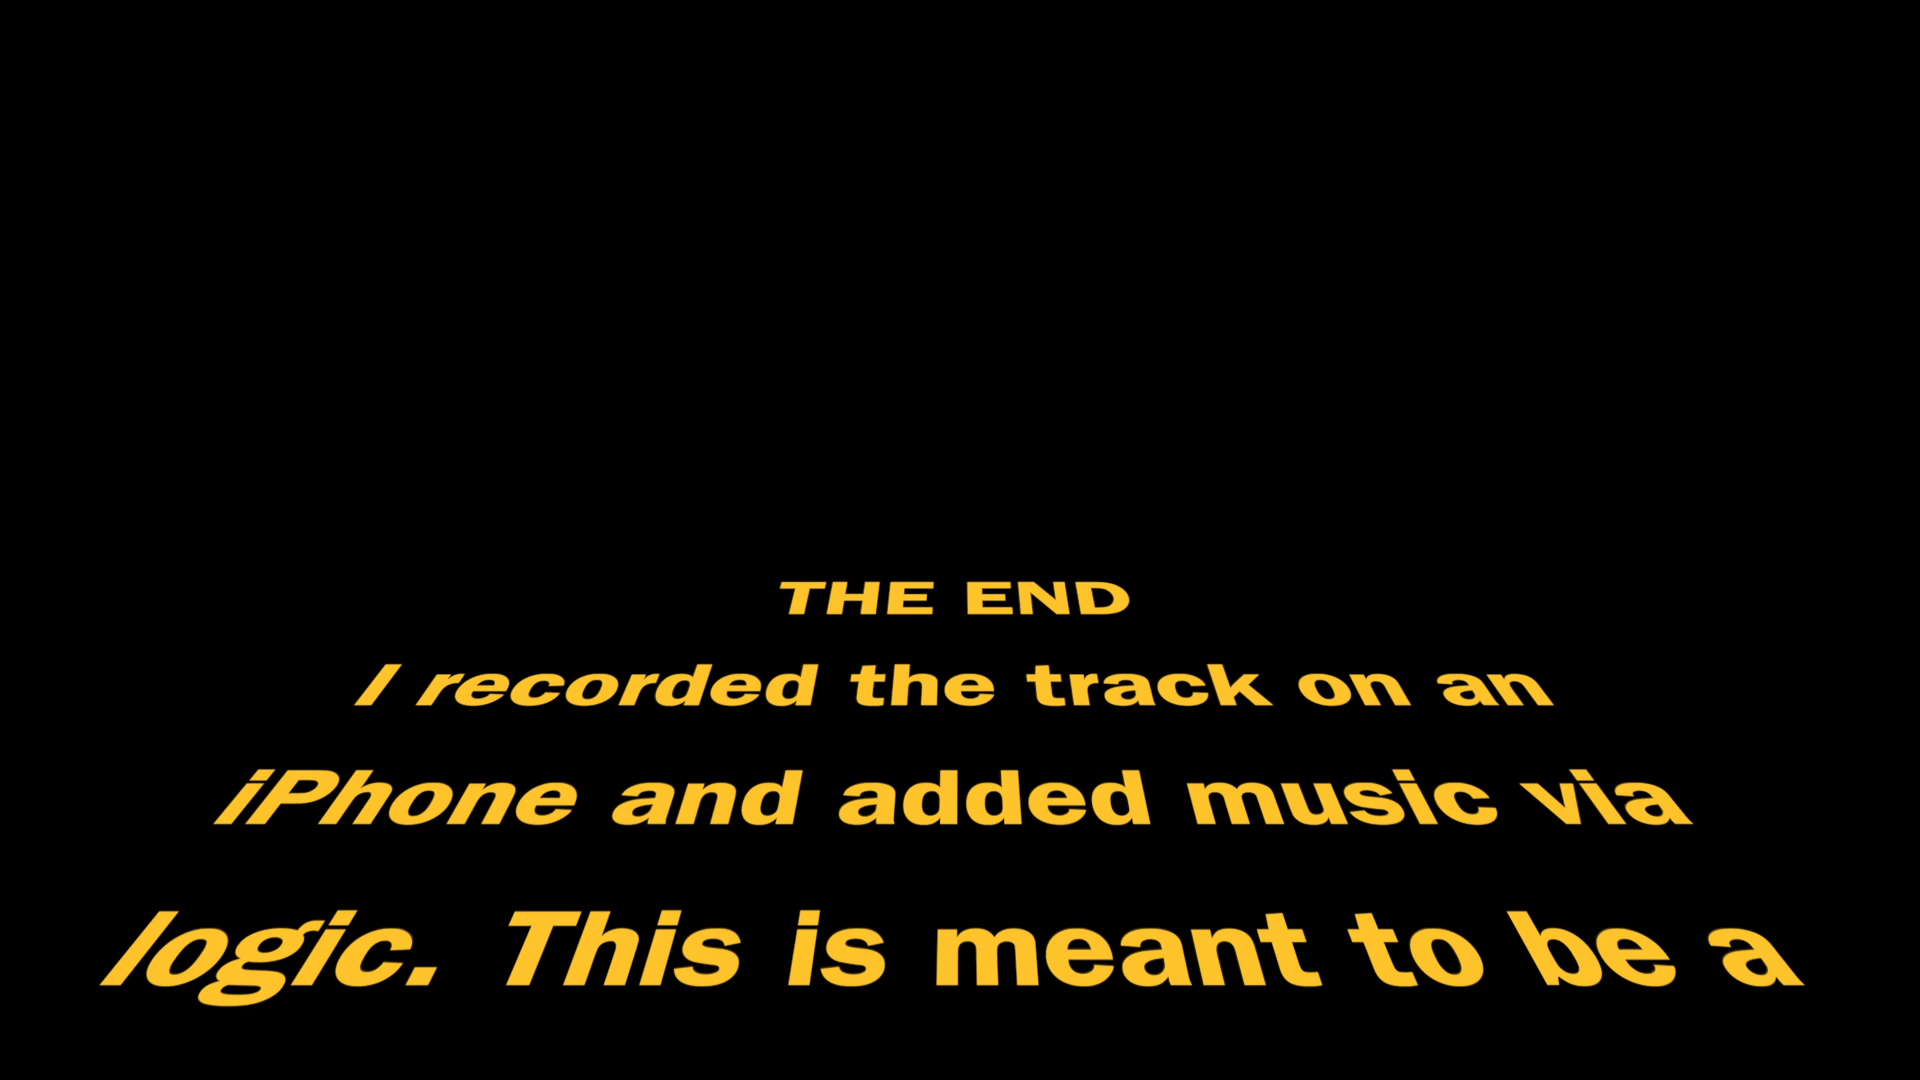 THE END
I recorded the track on an
iPhone and added music via
logic. This is meant to be a